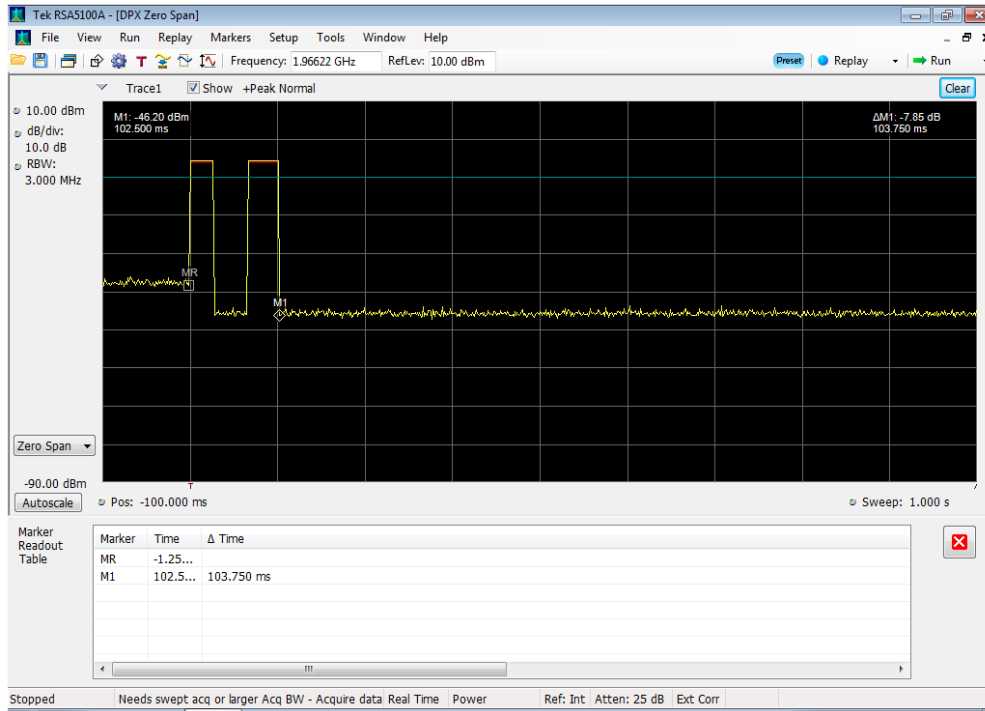 Tek RSA5100A - [DPX Zero Span]
File View Run Replay Markers Setup Tools Window Help
T Frequency: 1.96622 GHz RefLev: 10.00 dBm Preset Replay Run
Trace1 Show +Peak Normal Clear
10.00 dBm
dB/div:
10.0 dB
RBW:
3.000 MHz
M1: -46.20 dBm
102.500 ms
ΔM1: -7.85 dB
103.750 ms
MR
M1
Zero Span
-90.00 dBm
T
Autoscale Pos: -100.000 ms Sweep: 1.000 s
Marker
Readout
Table
Marker Time Δ Time
MR -1.25...
M1 102.5... 103.750 ms
Stopped Needs swept acq or larger Acq BW - Acquire data Real Time Power Ref: Int Atten: 25 dB Ext Corr